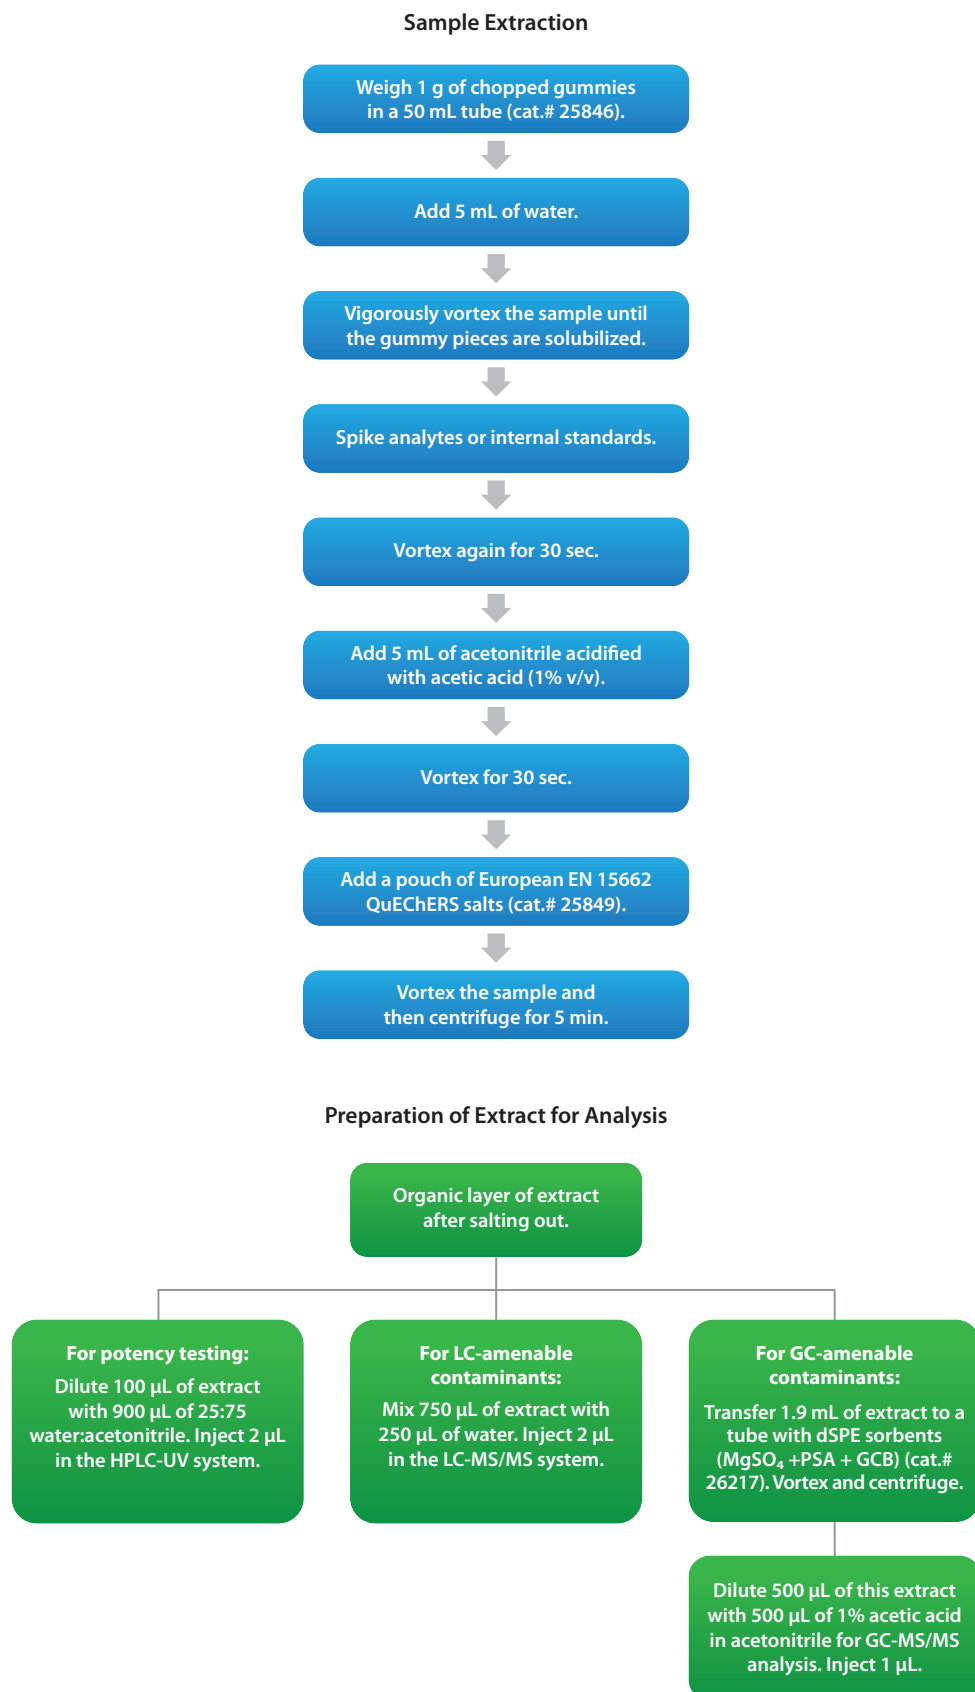 Sample Extraction
Weigh 1 g of chopped gummies
in a 50 mL tube (cat.# 25846).
Add 5 mL of water.
Vigorously vortex the sample until
the gummy pieces are solubilized.
Spike analytes or internal standards.
Vortex again for 30 sec.
Add 5 mL of acetonitrile acidified
with acetic acid (1% v/v).
Vortex for 30 sec.
Add a pouch of European EN 15662
QuEChERS salts (cat.# 25849).
Vortex the sample and
then centrifuge for 5 min.
Preparation of Extract for Analysis
Organic layer of extract
after salting out.
For potency testing:
Dilute 100 µL of extract
with 900 µL of 25:75
water:acetonitrile. Inject 2 µL
in the HPLC-UV system.
For LC-amenable
contaminants:
Mix 750 µL of extract with
250 µL of water. Inject 2 µL
in the LC-MS/MS system.
For GC-amenable
contaminants:
Transfer 1.9 mL of extract to a
tube with dSPE sorbents
(MgSO₄ +PSA + GCB) (cat.#
26217). Vortex and centrifuge.
Dilute 500 µL of this extract
with 500 µL of 1% acetic acid
in acetonitrile for GC-MS/MS
analysis. Inject 1 µL.